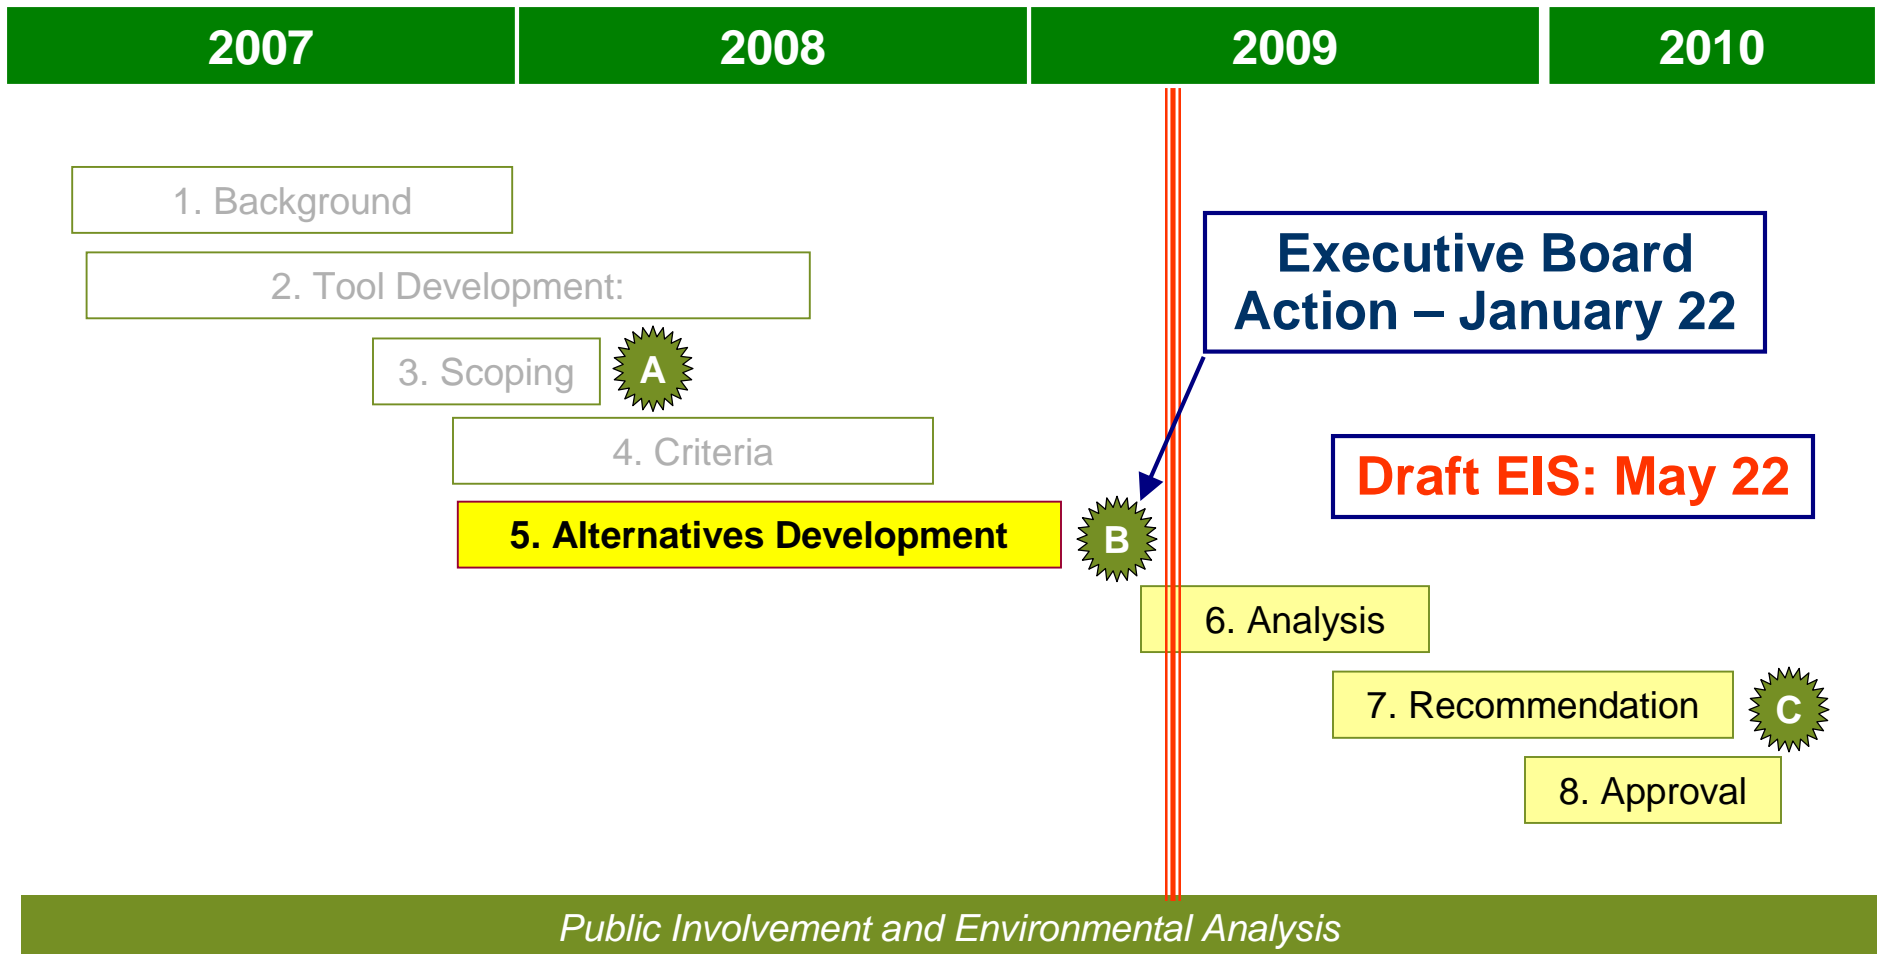 2007
2008
2009
2010
1. Background
2. Tool Development:
3. Scoping
A
4. Criteria
Executive Board
Action – January 22
Draft EIS: May 22
5. Alternatives Development
B
6. Analysis
7. Recommendation
C
8. Approval
Public Involvement and Environmental Analysis